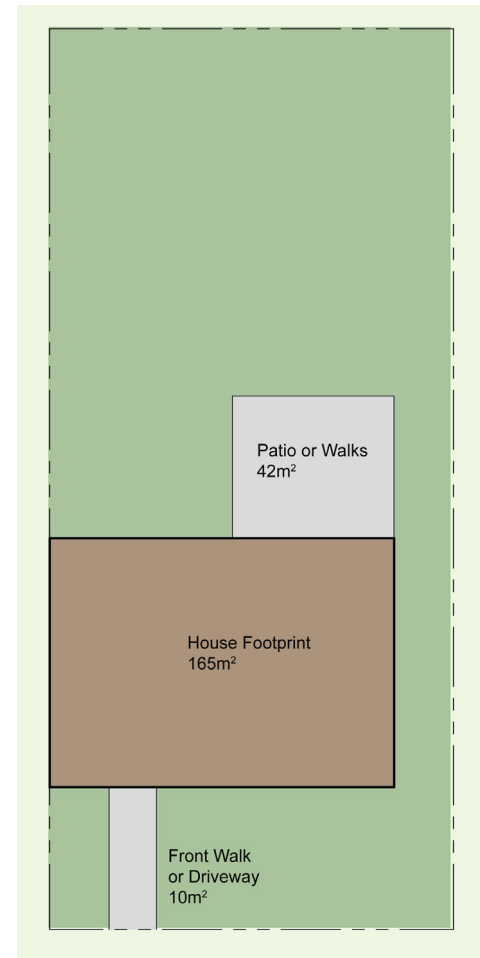 Patio or Walks
42m²
House Footprint
165m²
Front Walk
or Driveway
10m²